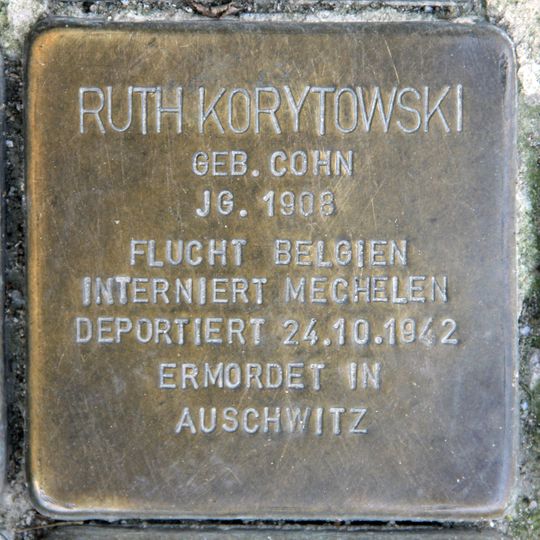 RUTH KORYTOWSKI
GEB. COHN
JG. 1908
FLUCHT BELGIEN
INTERNIERT MECHELEN
DEPORTIERT 24.10.1942
ERMORDET IN
AUSCHWITZ